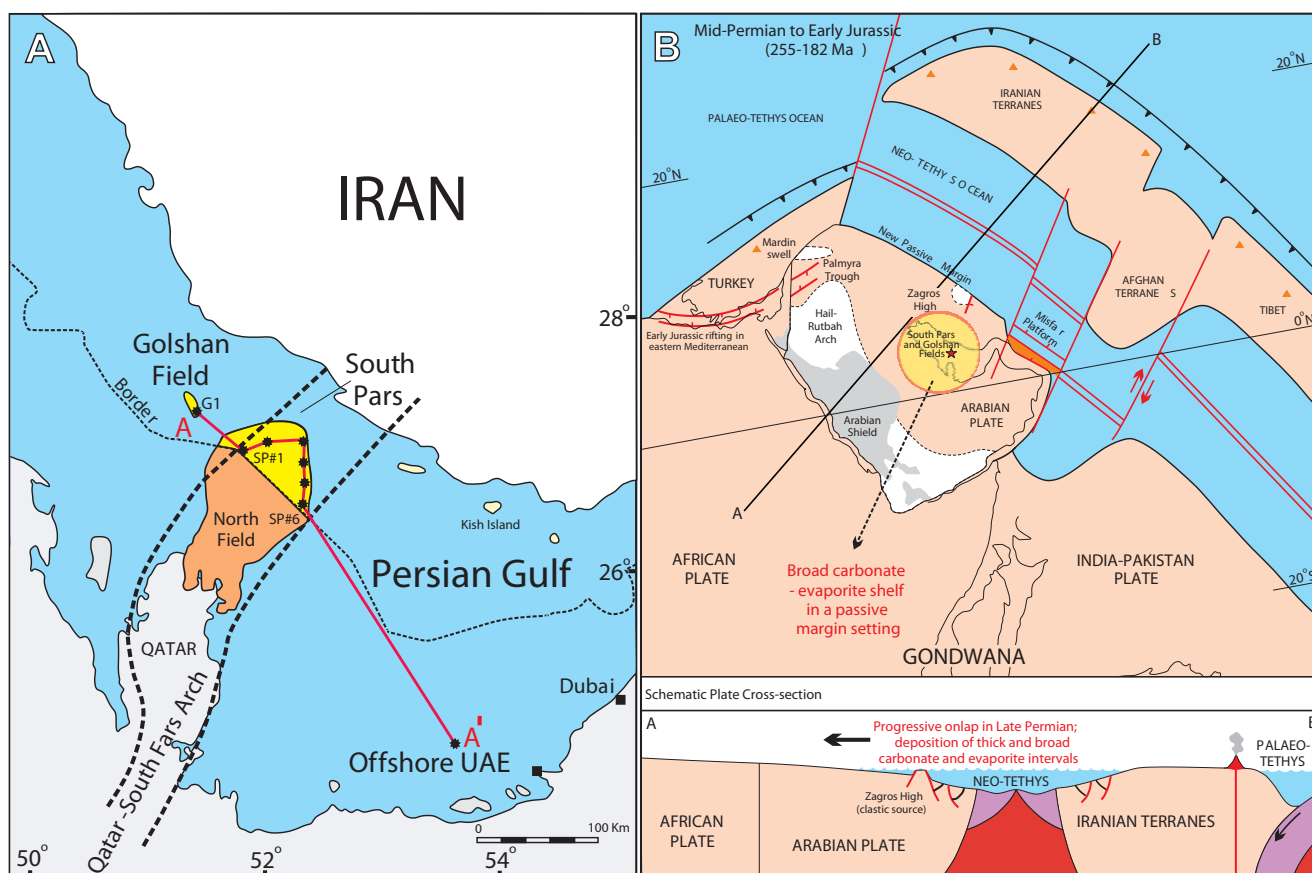 A
IRAN
Golshan
Field
South
Pars
Border
G1
A
SP#1
SP#6
North
Field
Kish Island
Persian Gulf
QATAR
Qatar-South Fars Arch
Dubai
A'
Offshore UAE
0
100 Km
50°
52°
54°
28°
26°
B
Mid-Permian to Early Jurassic
(255-182 Ma )
B
20°N
IRANIAN
TERRANES
PALAEO-TETHYS OCEAN
NEO- TETHY S O CEAN
20°N
Mardin
swell
New Passive Margin
Palmyra
Trough
TURKEY
Zagros
High
AFGHAN
TERRANE S
TIBET
0°N
Hail-
Rutbah
Arch
South Pars
and Golshan
Fields
Misfa r
Platform
Early Jurassic rifting in
eastern Mediterranean
Arabian
Shield
ARABIAN
PLATE
A
AFRICAN
PLATE
Broad carbonate
- evaporite shelf
in a passive
margin setting
INDIA-PAKISTAN
PLATE
20°S
GONDWANA
Schematic Plate Cross-section
A
Progressive onlap in Late Permian;
deposition of thick and broad
carbonate and evaporite intervals
PALAEO-
TETHYS
NEO-TETHYS
Zagros High
(clastic source)
AFRICAN
PLATE
ARABIAN PLATE
IRANIAN TERRANES